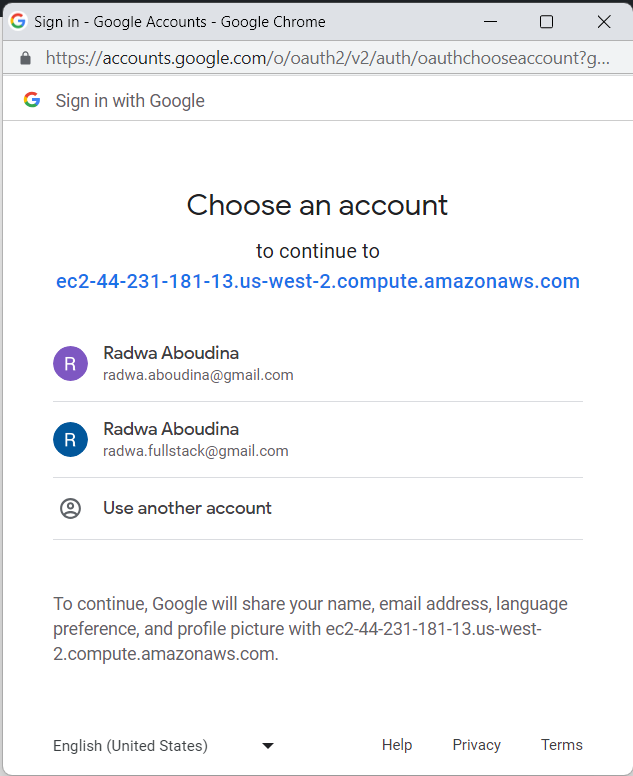 Sign in - Google Accounts - Google Chrome
https://accounts.google.com/o/oauth2/v2/auth/oauthchooseaccount?g...
Sign in with Google
Choose an account
to continue to
ec2-44-231-181-13.us-west-2.compute.amazonaws.com
R
Radwa Aboudina
radwa.aboudina@gmail.com
R
Radwa Aboudina
radwa.fullstack@gmail.com
Use another account
To continue, Google will share your name, email address, language
preference, and profile picture with ec2-44-231-181-13.us-west-
2.compute.amazonaws.com.
English (United States)
Help
Privacy
Terms